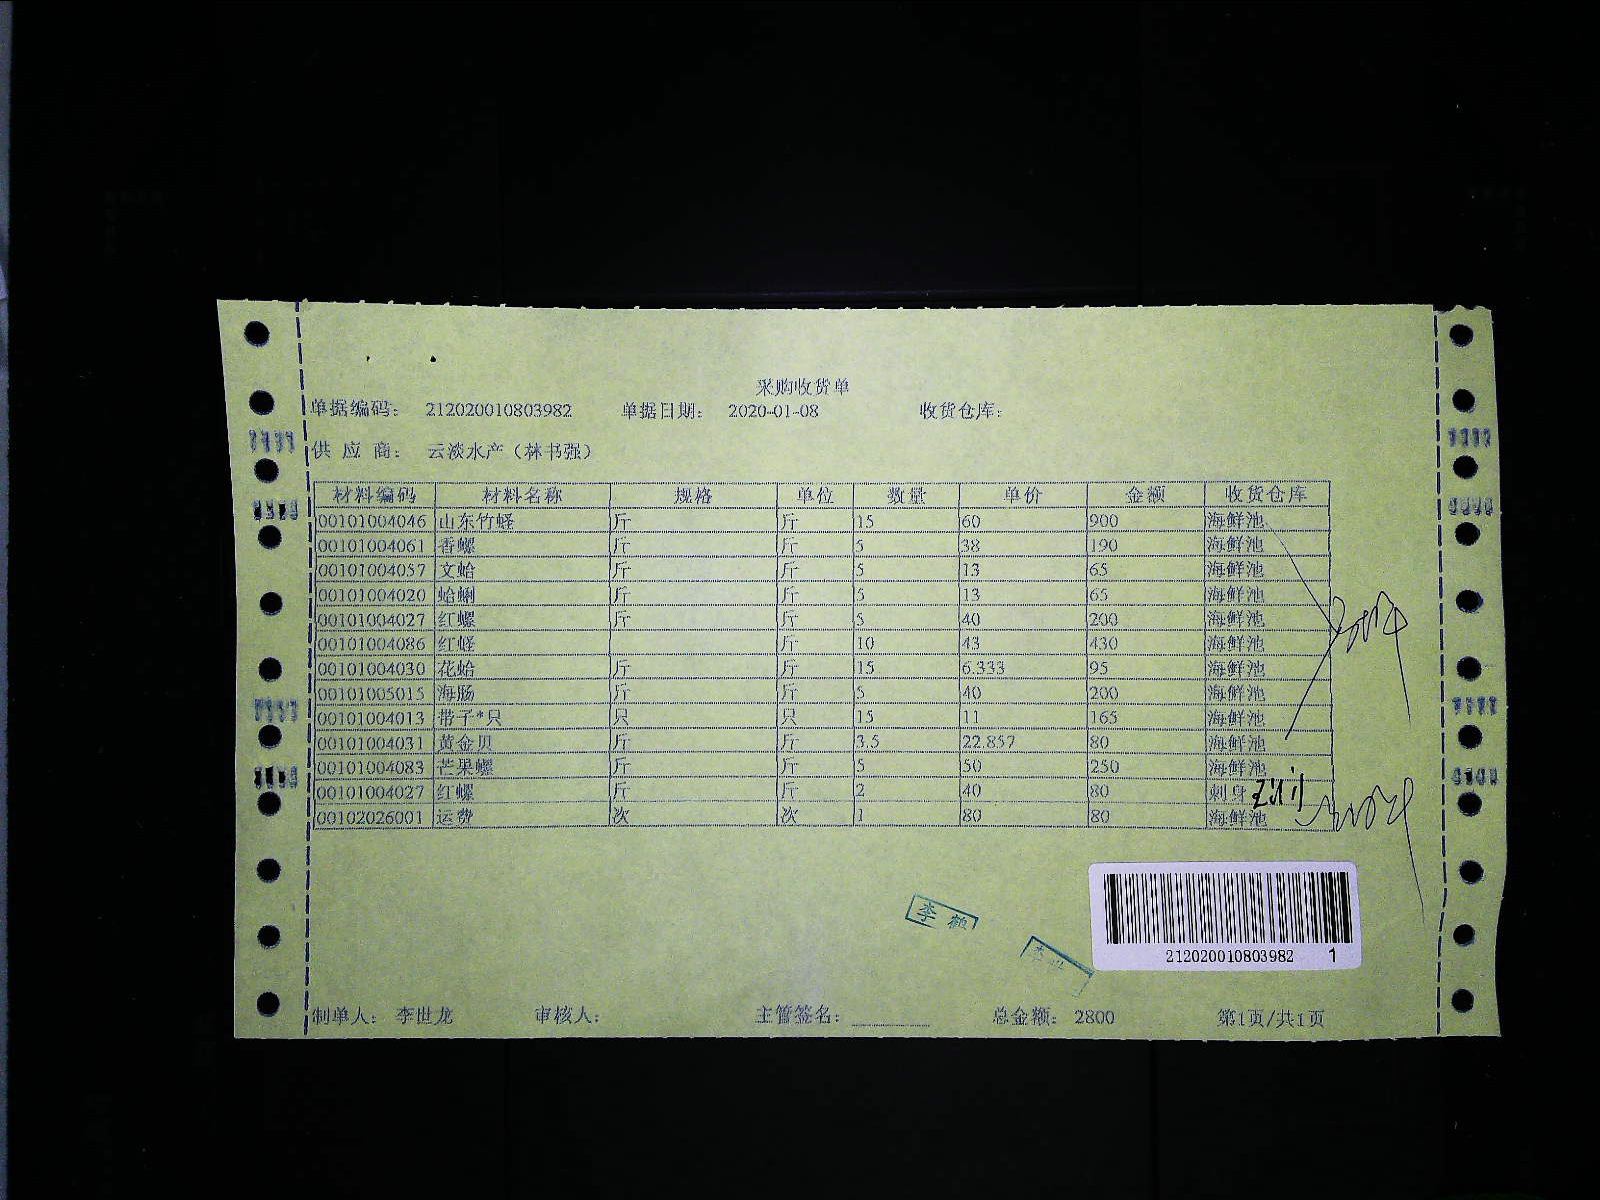 采购收货单
单据编码： 212020010803982 单据日期： 2020-01-08 收货仓库：
供 应 商： 云淡水产（林书强）
材料编码 材料名称 规格 单位 数量 单价 金额 收货仓库
00101004046 山东竹蛏 斤 斤 15 60 900 海鲜池
00101004061 香螺 斤 斤 5 38 190 海鲜池
00101004057 文蛤 斤 斤 5 13 65 海鲜池
00101004020 蛤蜊 斤 斤 5 13 65 海鲜池
00101004027 红螺 斤 斤 5 40 200 海鲜池
00101004086 红蛏 斤 10 43 430 海鲜池
00101004030 花蛤 斤 斤 15 6.333 95 海鲜池
00101005015 海肠 斤 斤 5 40 200 海鲜池
00101004013 带子*只 只 只 15 11 165 海鲜池
00101004031 黄金贝 斤 斤 3.5 22.857 80 海鲜池
00101004083 芒果螺 斤 斤 5 50 250 海鲜池
00101004027 红螺 斤 斤 2 40 80 刺身
00102026001 运费 次 次 1 80 80 海鲜池
李
212020010803982 1
制单人： 李世龙 审核人： 主管签名： 总金额： 2800 第1页/共1页